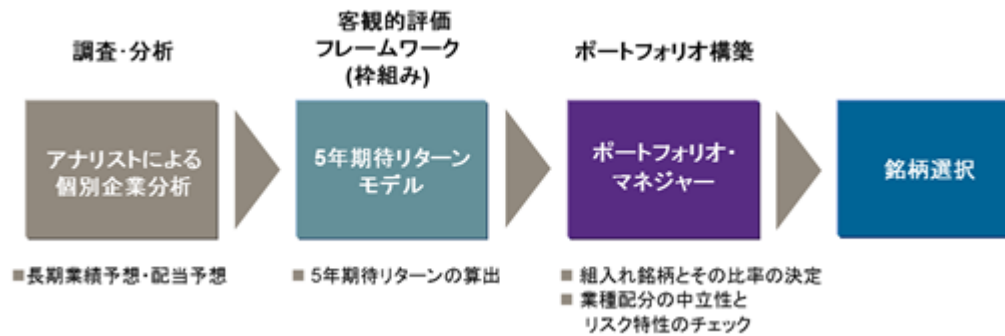 調査・分析
客観的評価
フレームワーク
(枠組み)
ポートフォリオ構築
アナリストによる
個別企業分析
5年期待リターン
モデル
ポートフォリオ・
マネジャー
銘柄選択
■長期業績予想・配当予想
■ 5年期待リターンの算出
■ 組入れ銘柄とその比率の決定
■ 業種配分の中立性と
リスク特性のチェック